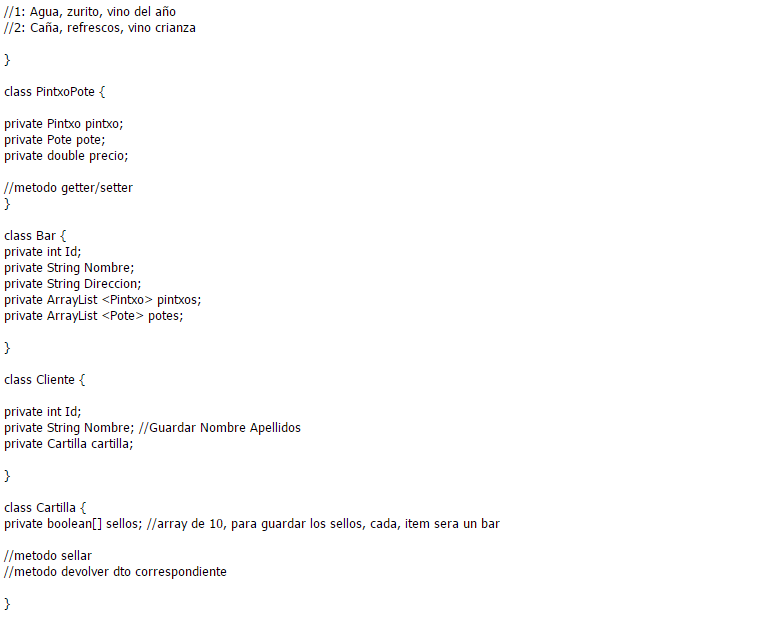 //1: Agua, zurito, vino del año
//2: Caña, refrescos, vino crianza
}
class PintxoPote {
private Pintxo pintxo;
private Pote pote;
private double precio;
//metodo getter/setter
}
class Bar {
private int Id;
private String Nombre;
private String Direccion;
private ArrayList <Pintxo> pintxos;
private ArrayList <Pote> potes;
}
class Cliente {
private int Id;
private String Nombre; //Guardar Nombre Apellidos
private Cartilla cartilla;
}
class Cartilla {
private boolean[] sellos; //array de 10, para guardar los sellos, cada, item sera un bar
//metodo sellar
//metodo devolver dto correspondiente
}